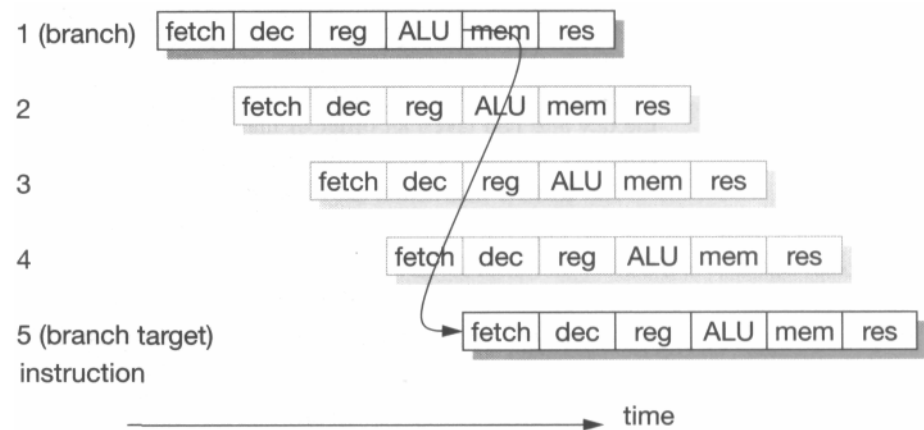 1 (branch) fetch dec reg ALU mem res
2 fetch dec reg ALU mem res
3 fetch dec reg ALU mem res
4 fetch dec reg ALU mem res
5 (branch target) fetch dec reg ALU mem res
instruction
time